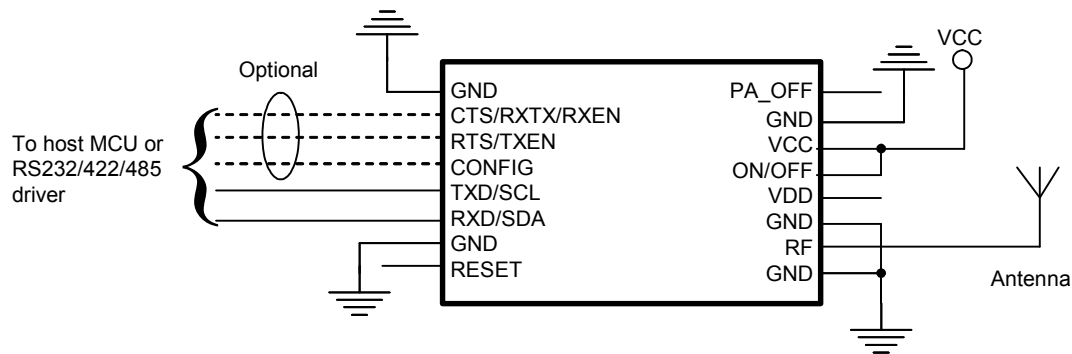 VCC
Optional
To host MCU or
RS232/422/485
driver
GND
CTS/RXTX/RXEN
RTS/TXEN
CONFIG
TXD/SCL
RXD/SDA
GND
RESET
PA_OFF
GND
VCC
ON/OFF
VDD
GND
RF
GND
Antenna